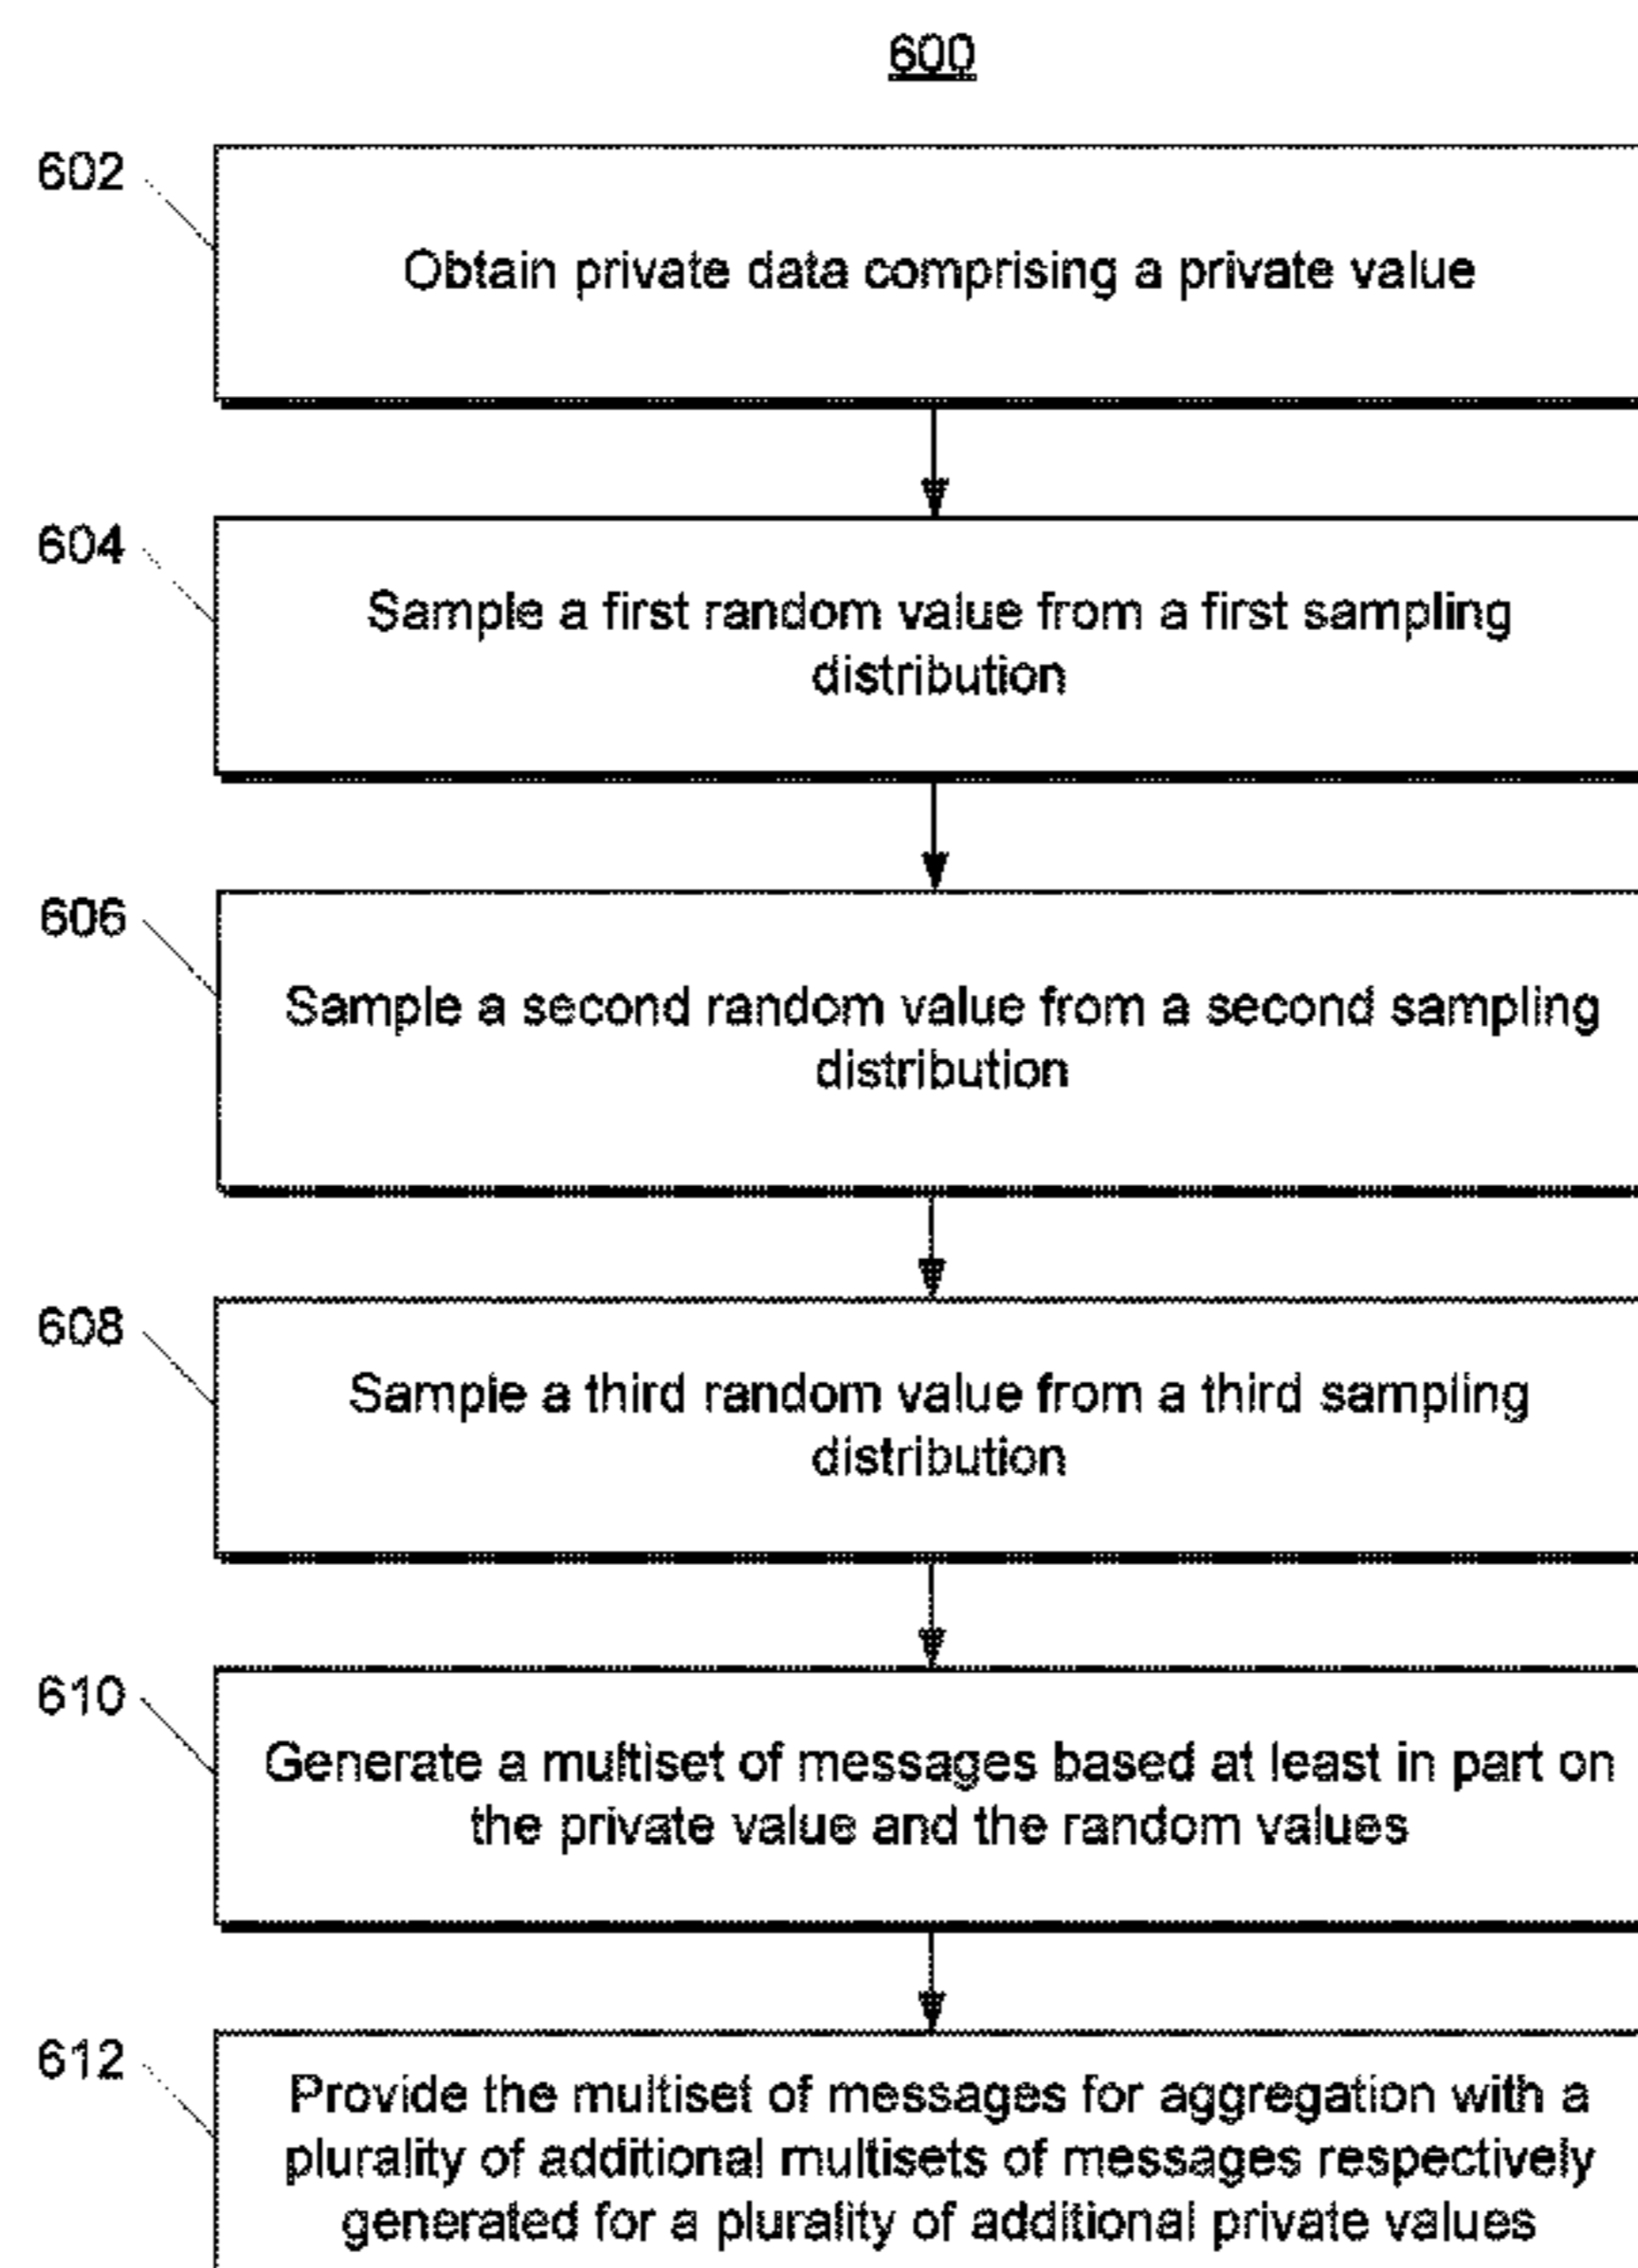 600
602
Obtain private data comprising a private value
604
Sample a first random value from a first sampling
distribution
606
Sample a second random value from a second sampling
distribution
608
Sample a third random value from a third sampling
distribution
610
Generate a multiset of messages based at least in part on
the private value and the random values
612
Provide the multiset of messages for aggregation with a
plurality of additional multisets of messages respectively
generated for a plurality of additional private values